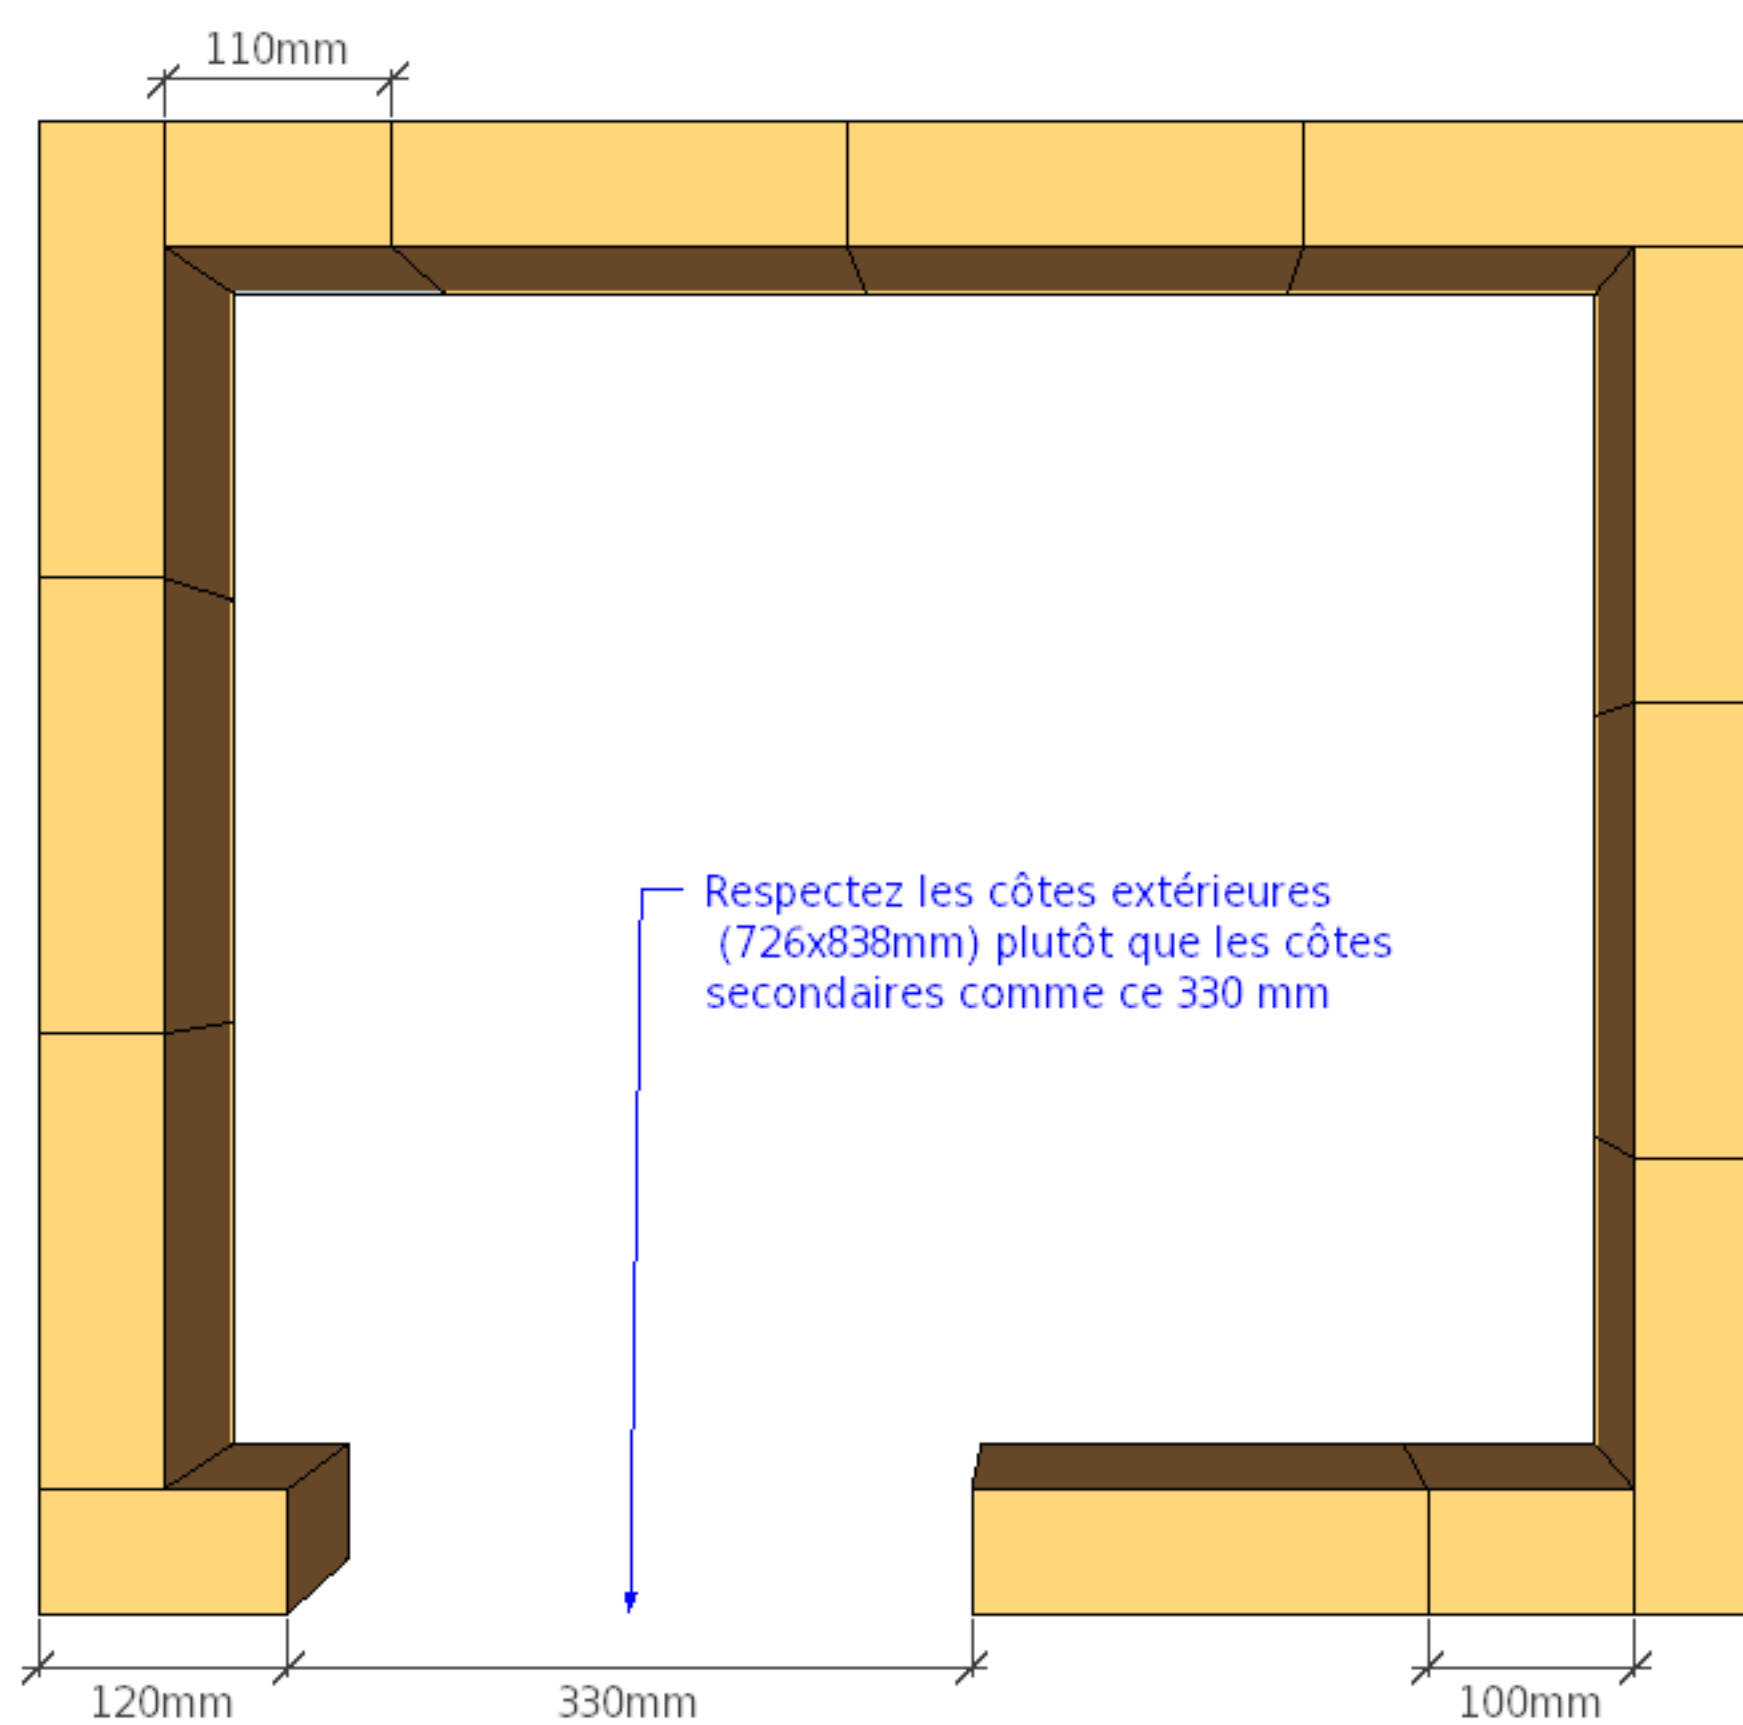 110mm
Respectez les côtes extérieures
(726x838mm) plutôt que les côtes
secondaires comme ce 330 mm
120mm
330mm
100mm